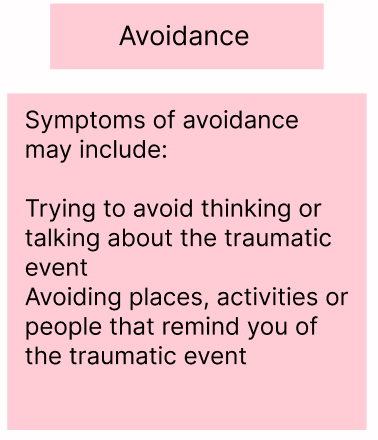 Avoidance
Symptoms of avoidance
may include:
Trying to avoid thinking or
talking about the traumatic
event
Avoiding places, activities or
people that remind you of
the traumatic event